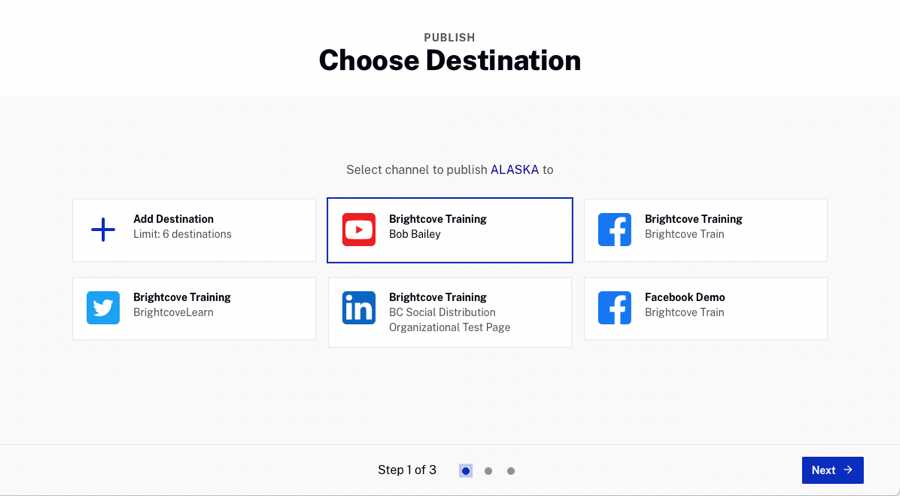 PUBLISH
Choose Destination
Select channel to publish ALASKA to
Add Destination
Limit: 6 destinations
Brightcove Training
Bob Bailey
Brightcove Training
Brightcove Train
Brightcove Training
BrightcoveLearn
Brightcove Training
BC Social Distribution
Organizational Test Page
Facebook Demo
Brightcove Train
Step 1 of 3
Next